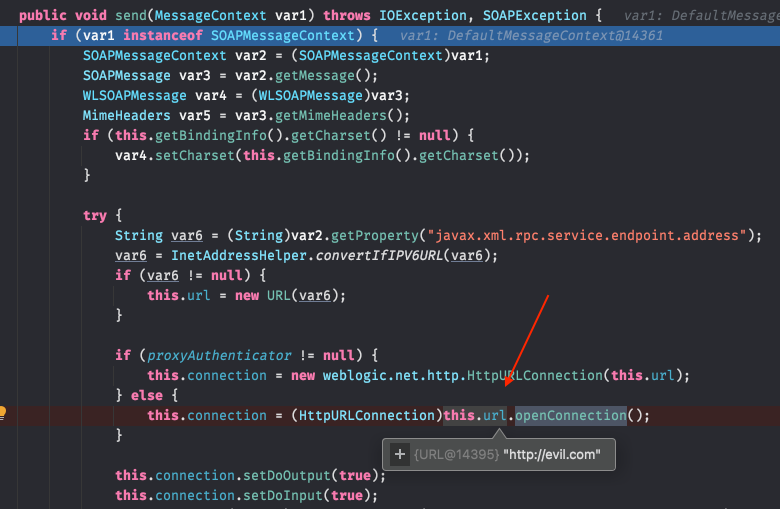 public void send(MessageContext var1) throws IOException, SOAPException {   var1: DefaultMessage
if (var1 instanceof SOAPMessageContext) {   var1: DefaultMessageContext@14361
SOAPMessageContext var2 = (SOAPMessageContext)var1;
SOAPMessage var3 = var2.getMessage();
WLSOAPMessage var4 = (WLSOAPMessage)var3;
MimeHeaders var5 = var3.getMimeHeaders();
if (this.getBindingInfo().getCharset() != null) {
var4.setCharset(this.getBindingInfo().getCharset());
}
try {
String var6 = (String)var2.getProperty("javax.xml.rpc.service.endpoint.address");
var6 = InetAddressHelper.convertIfIPV6URL(var6);
if (var6 != null) {
this.url = new URL(var6);
}
if (proxyAuthenticator != null) {
this.connection = new weblogic.net.http.HttpURLConnection(this.url);
} else {
this.connection = (HttpURLConnection)this.url.openConnection();
}
+ {URL@14395} "http://evil.com"
this.connection.setDoOutput(true);
this.connection.setDoInput(true);